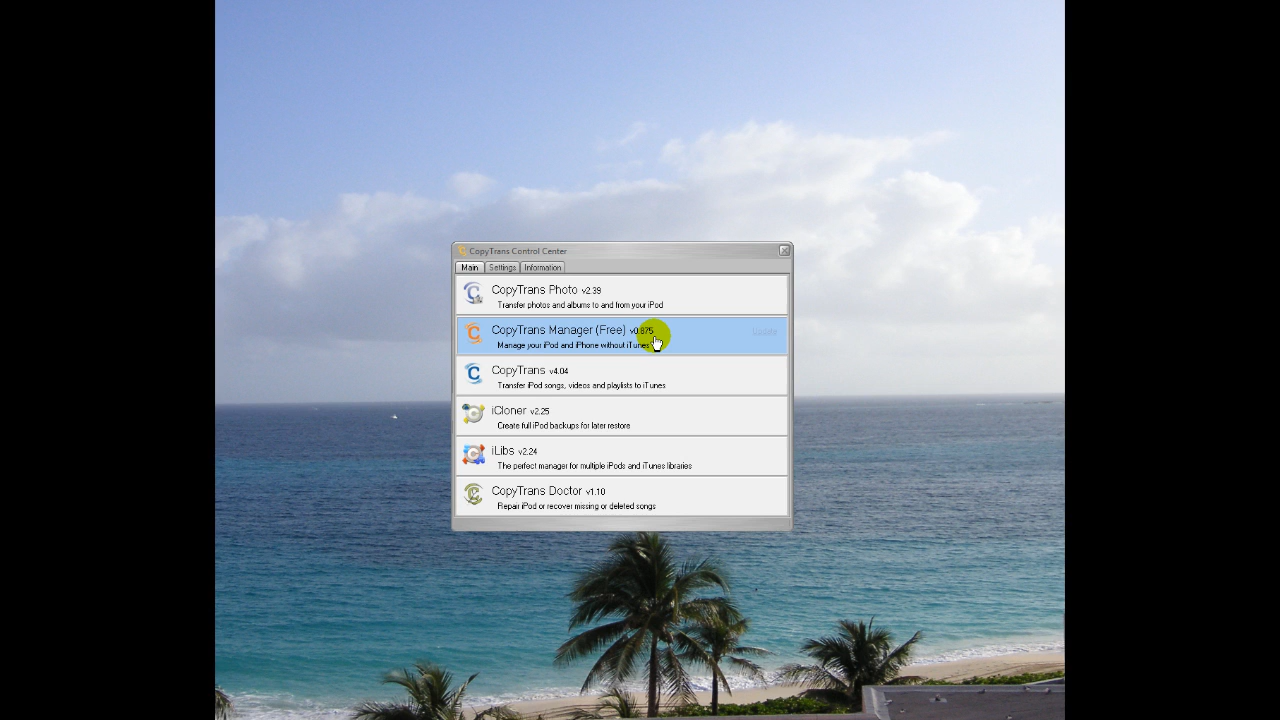 CopyTrans Control Center
Main Settings Information
CopyTrans Photo v2.39
Transfer photos and albums to and from your iPod
CopyTrans Manager (Free) v0.875
Manage your iPod and iPhone without iTunes
Update
CopyTrans v4.04
Transfer iPod songs, videos and playlists to iTunes
iCloner v2.25
Create full iPod backups for later restore
iLibs v2.24
The perfect manager for multiple iPods and iTunes libraries
CopyTrans Doctor v1.10
Repair iPod or recover missing or deleted songs